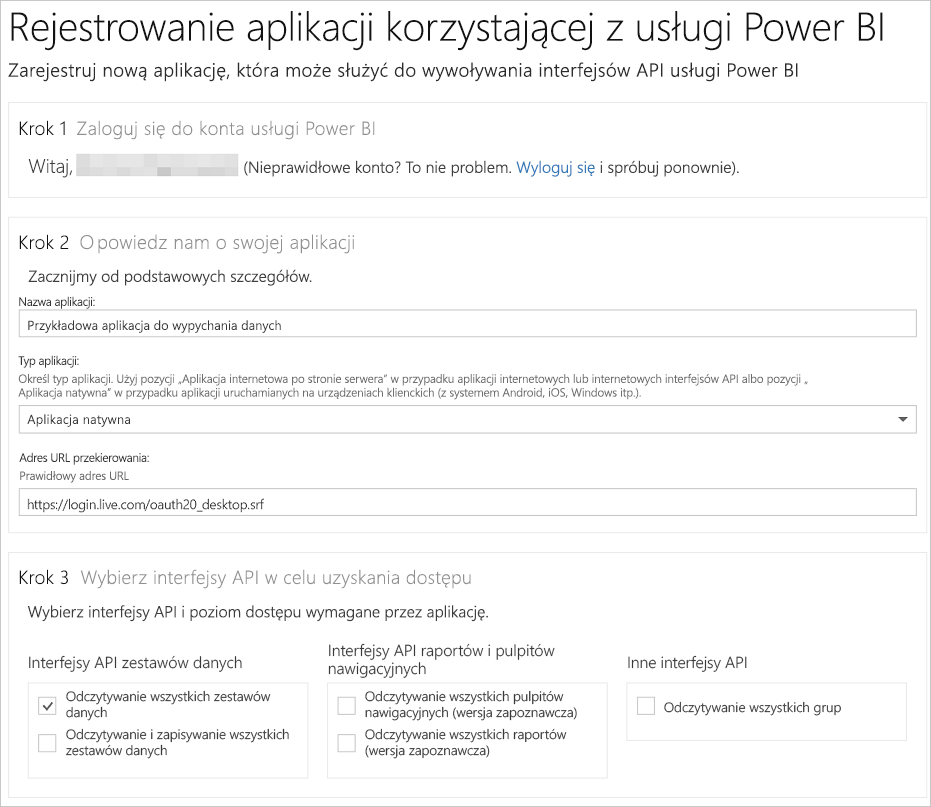 Rejestrowanie aplikacji korzystającej z usługi Power BI
Zarejestruj nową aplikację, która może służyć do wywoływania interfejsów API usługi Power BI
Krok 1 Zaloguj się do konta usługi Power BI
Witaj, (Nieprawidłowe konto? To nie problem. Wyloguj się i spróbuj ponownie).
Krok 2 Opowiedz nam o swojej aplikacji
Zacznijmy od podstawowych szczegółów.
Nazwa aplikacji:
Przykładowa aplikacja do wypychania danych
Typ aplikacji:
Określ typ aplikacji. Użyj pozycji „Aplikacja internetowa po stronie serwera” w przypadku aplikacji internetowych lub internetowych interfejsów API albo pozycji „
Aplikacja natywna” w przypadku aplikacji uruchamianych na urządzeniach klienckich (z systemem Android, iOS, Windows itp.).
Aplikacja natywna
Adres URL przekierowania:
Prawidłowy adres URL
https://login.live.com/oauth20_desktop.srf
Krok 3 Wybierz interfejsy API w celu uzyskania dostępu
Wybierz interfejsy API i poziom dostępu wymagane przez aplikację.
Interfejsy API zestawów danych
Odczytywanie wszystkich zestawów
danych
Odczytywanie i zapisywanie wszystkich
zestawów danych
Interfejsy API raportów i pulpitów
nawigacyjnych
Odczytywanie wszystkich pulpitów
nawigacyjnych (wersja zapoznawcza)
Odczytywanie wszystkich raportów
(wersja zapoznawcza)
Inne interfejsy API
Odczytywanie wszystkich grup